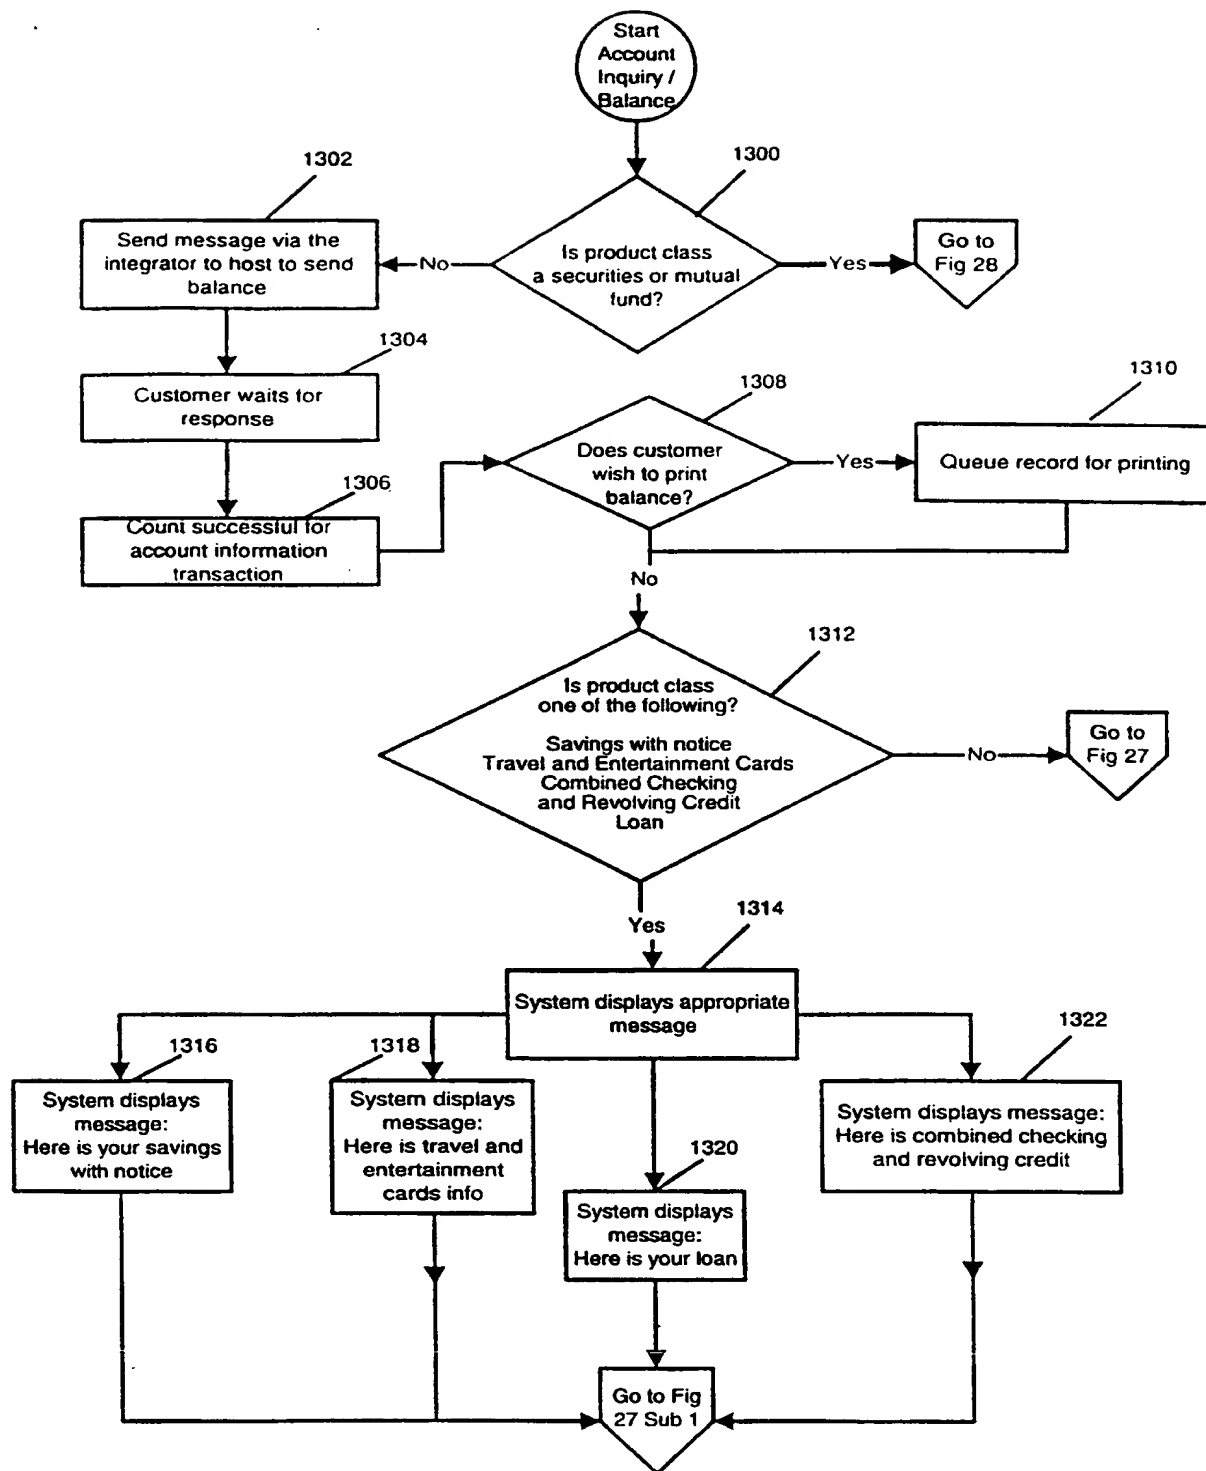 Start
Account
Inquiry /
Balance
1300
1302
Is product class
a securities or mutual
fund?
No
Yes
Go to
Fig 28
Send message via the
integrator to host to send
balance
1304
Customer waits for
response
1306
Count successful for
account information
transaction
1308
Does customer
wish to print
balance?
Yes
1310
Queue record for printing
No
1312
Is product class
one of the following?
Savings with notice
Travel and Entertainment Cards
Combined Checking
and Revolving Credit
Loan
No
Go to
Fig 27
Yes
1314
System displays appropriate
message
1316
System displays
message:
Here is your savings
with notice
1318
System displays
message:
Here is travel and
entertainment
cards info
1320
System displays
message:
Here is your loan
1322
System displays message:
Here is combined checking
and revolving credit
Go to Fig
27 Sub 1